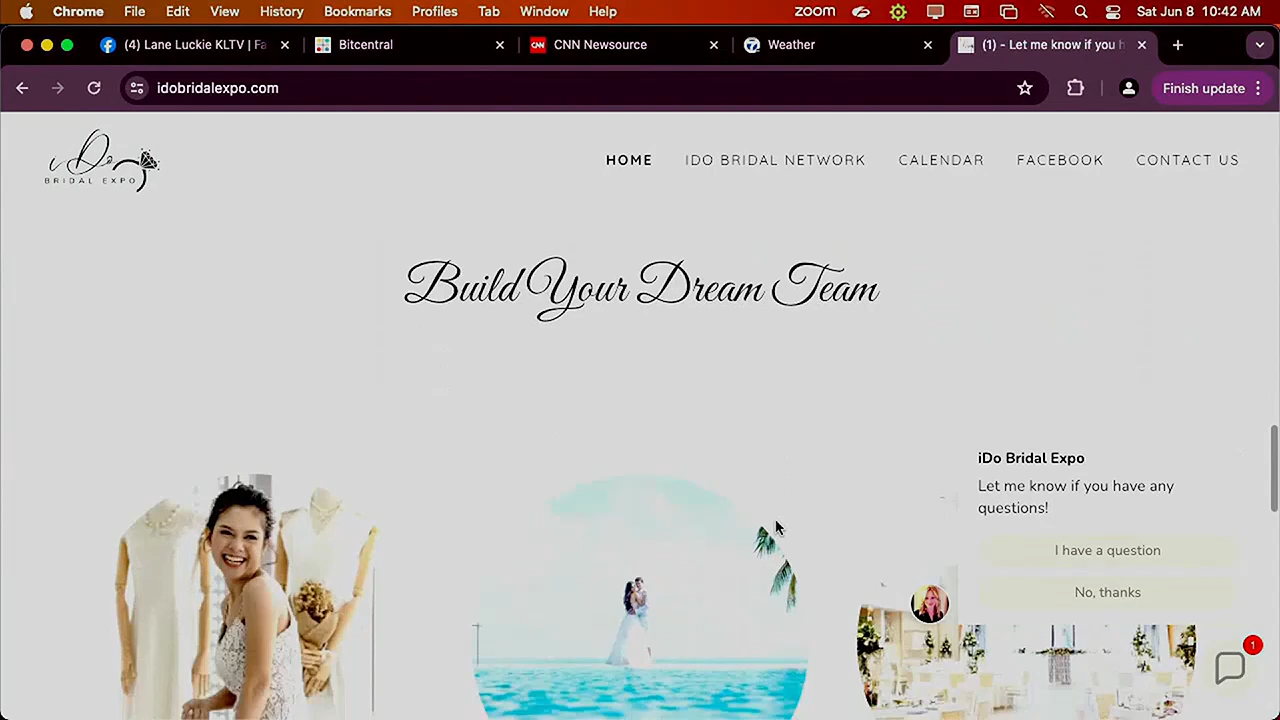 Chrome File Edit View History Bookmarks Profiles Tab Window Help zoom Sat Jun 8 10:42 AM
(4) Lane Luckie KLTV | Fa Bitcentral CNN Newsource Weather (1) - Let me know if you h
idobridalexpo.com Finish update
iDo
BRIDAL EXPO
HOME IDO BRIDAL NETWORK CALENDAR FACEBOOK CONTACT US
Build Your Dream Team
iDo Bridal Expo
Let me know if you have any
questions!
I have a question
No, thanks
1